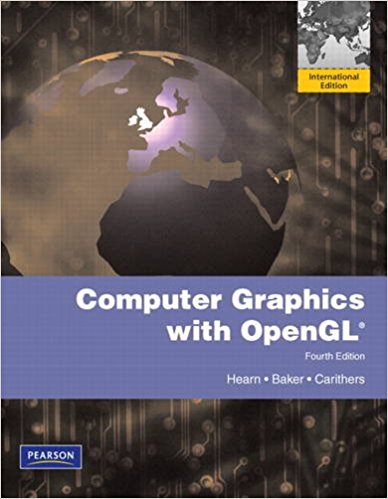 International
Edition
Computer Graphics
with OpenGL®
Fourth Edition
Hearn • Baker • Carithers
PEARSON